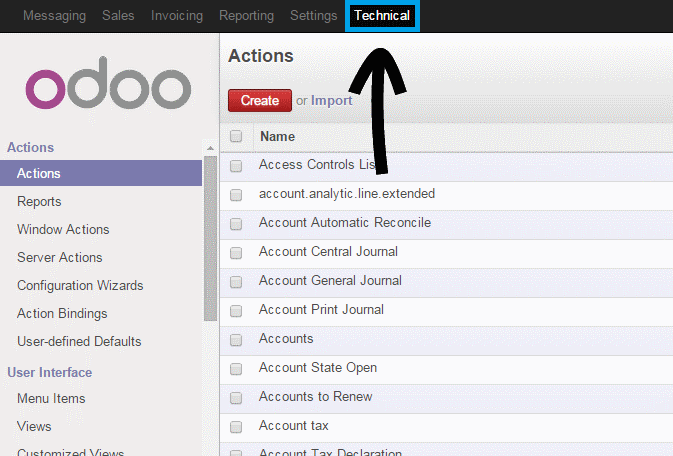 Messaging Sales Invoicing Reporting Settings Technical
odoo
Actions
Actions
Reports
Window Actions
Server Actions
Configuration Wizards
Action Bindings
User-defined Defaults
User Interface
Menu Items
Views
Customized Views
Actions
Create or Import
Name
Access Controls Lis
account.analytic.line.extended
Account Automatic Reconcile
Account Central Journal
Account General Journal
Account Print Journal
Accounts
Account State Open
Accounts to Renew
Account tax
Account Tax Declaration